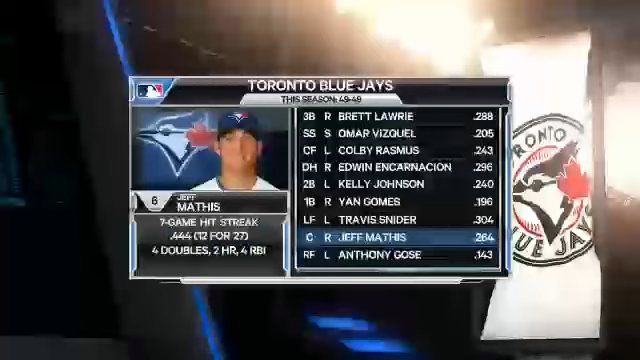 TORONTO BLUE JAYS
THIS SEASON: 49-49
3B R BRETT LAWRIE .288
SS S OMAR VIZQUEL .205
CF L COLBY RASMUS .243
DH R EDWIN ENCARNACION .296
2B L KELLY JOHNSON .240
1B R YAN GOMES .196
LF L TRAVIS SNIDER .304
C R JEFF MATHIS .264
RF L ANTHONY GOSE .143
6 JEFF
MATHIS
7-GAME HIT STREAK
.444 (12 FOR 27)
4 DOUBLES, 2 HR, 4 RBI
TORONTO
BLUE JAYS